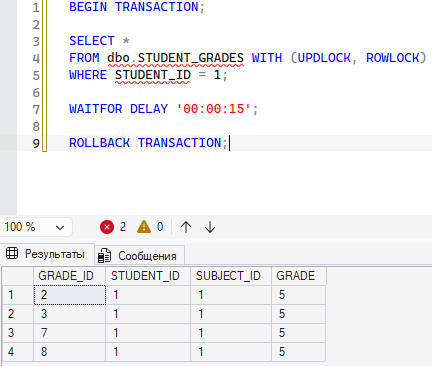 1 BEGIN TRANSACTION;
2
3 SELECT *
4 FROM dbo.STUDENT_GRADES WITH (UPDLOCK, ROWLOCK)
5 WHERE STUDENT_ID = 1;
6
7 WAITFOR DELAY '00:00:15';
8
9 ROLLBACK TRANSACTION;
100 % 2 0
Результаты Сообщения
GRADE_ID STUDENT_ID SUBJECT_ID GRADE
1 2 1 1 5
2 3 1 1 5
3 7 1 1 5
4 8 1 1 5